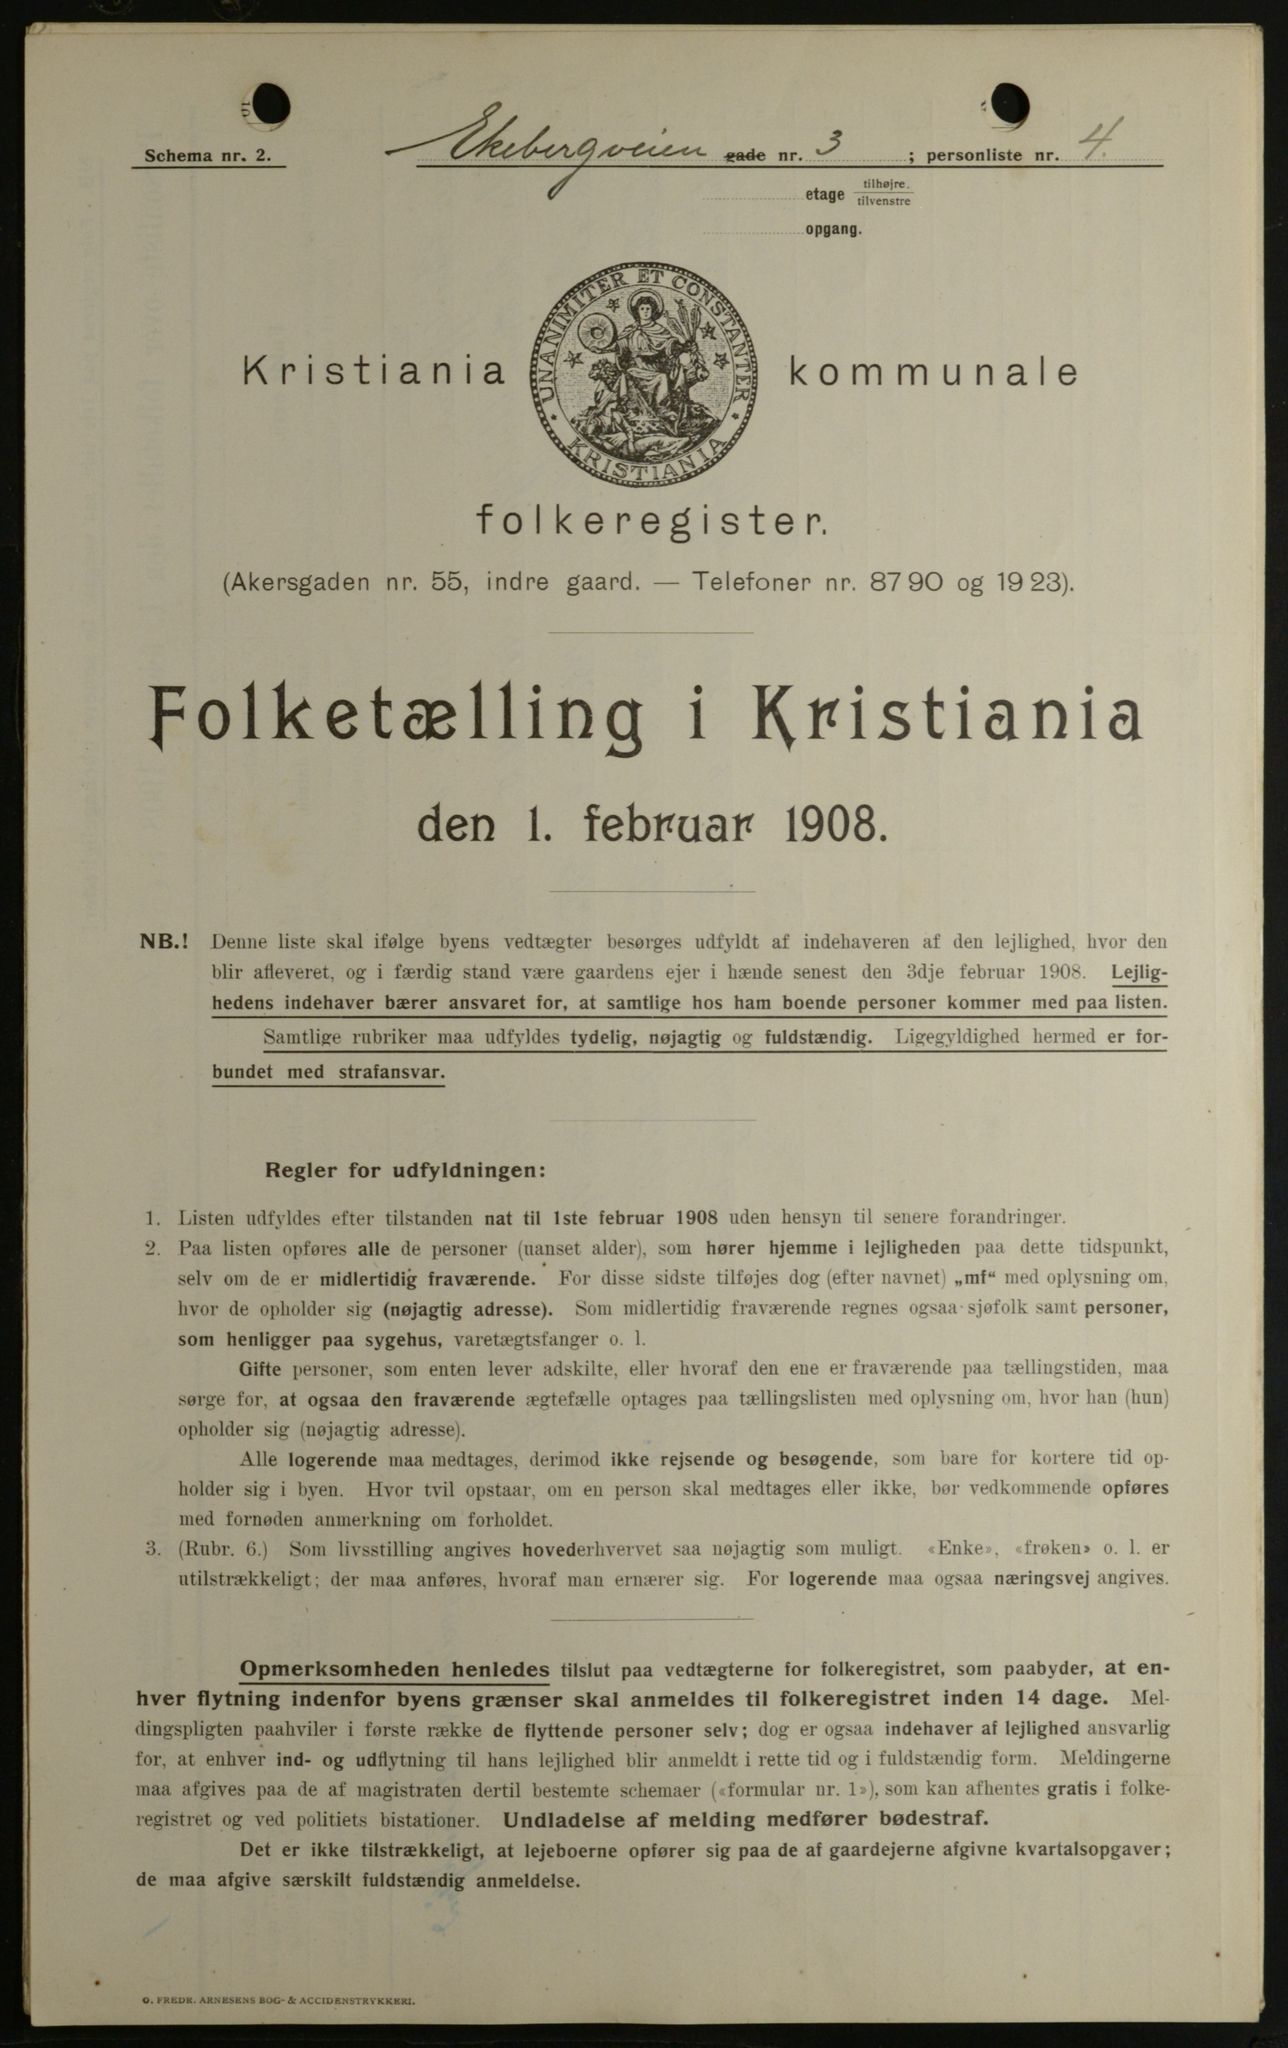 Schema nr. 2.
Ekebergveien gade nr. 3 ; personliste nr. 4.
etage tilhøjre.
tilvenstre
opgang.
UNANIMITER ET CONSTANTER
KRISTIANIA
Kristiania kommunale
folkeregister.
(Akersgaden nr. 55, indre gaard. — Telefoner nr. 8790 og 1923).
Folketælling i Kristiania
den 1. februar 1908.
NB.! Denne liste skal ifølge byens vedtægter besørges udfyldt af indehaveren af den lejlighed, hvor den
blir afleveret, og i færdig stand være gaardens ejer i hænde senest den 3dje februar 1908. Lejlig-
hedens indehaver bærer ansvaret for, at samtlige hos ham boende personer kommer med paa listen.
Samtlige rubriker maa udfyldes tydelig, nøjagtig og fuldstændig. Ligegyldighed hermed er for-
bundet med strafansvar.
Regler for udfyldningen:
1. Listen udfyldes efter tilstanden nat til 1ste februar 1908 uden hensyn til senere forandringer.
2. Paa listen opføres alle de personer (uanset alder), som hører hjemme i lejligheden paa dette tidspunkt,
selv om de er midlertidig fraværende. For disse sidste tilføjes dog (efter navnet) „mf“ med oplysning om,
hvor de opholder sig (nøjagtig adresse). Som midlertidig fraværende regnes ogsaa sjøfolk samt personer,
som henligger paa sygehus, varetægtsfanger o. l.
Gifte personer, som enten lever adskilte, eller hvoraf den ene er fraværende paa tællingstiden, maa
sørge for, at ogsaa den fraværende ægtefælle optages paa tællingslisten med oplysning om, hvor han (hun)
opholder sig (nøjagtig adresse).
Alle logerende maa medtages, derimod ikke rejsende og besøgende, som bare for kortere tid op-
holder sig i byen. Hvor tvil opstaar, om en person skal medtages eller ikke, bør vedkommende opføres
med fornøden anmerkning om forholdet.
3. (Rubr. 6.) Som livsstilling angives hovederhvervet saa nøjagtig som muligt. «Enke», «frøken» o. l. er
utilstrækkeligt; der maa anføres, hvoraf man ernærer sig. For logerende maa ogsaa næringsvej angives.
Opmerksomheden henledes tilslut paa vedtægterne for folkeregistret, som paabyder, at en-
hver flytning indenfor byens grænser skal anmeldes til folkeregistret inden 14 dage. Mel-
dingspligten paahviler i første række de flyttende personer selv; dog er ogsaa indehaver af lejlighed ansvarlig
for, at enhver ind- og udflytning til hans lejlighed blir anmeldt i rette tid og i fuldstændig form. Meldingerne
maa afgives paa de af magistraten dertil bestemte schemaer («formular nr. 1»), som kan afhentes gratis i folke-
registret og ved politiets bistationer. Undladelse af melding medfører bødestraf.
Det er ikke tilstrækkeligt, at lejeboerne opfører sig paa de af gaardejerne afgivne kvartalsopgaver;
de maa afgive særskilt fuldstændig anmeldelse.
O. FREDR. ARNESENS BOG- & ACCIDENSTRYKKERI.